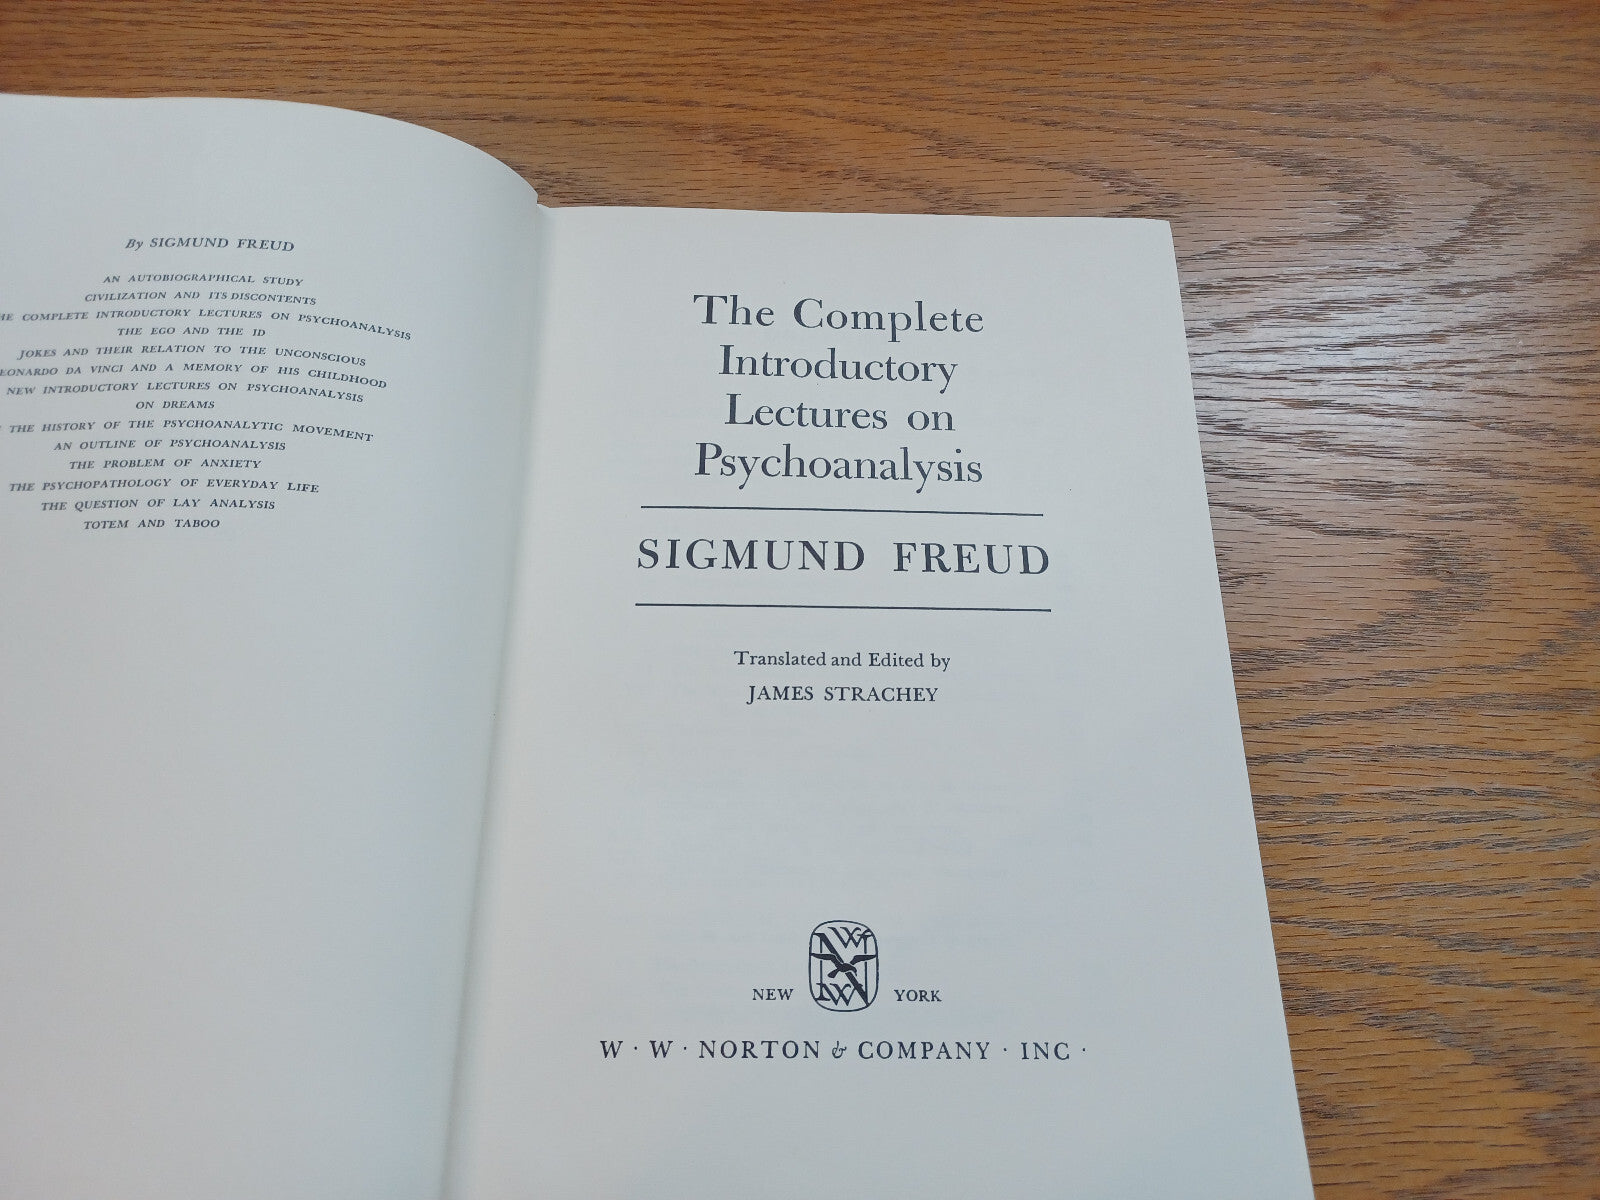 By SIGMUND FREUD
AN AUTOBIOGRAPHICAL STUDY
CIVILIZATION AND ITS DISCONTENTS
COMPLETE INTRODUCTORY LECTURES ON PSYCHOANALYSIS
THE EGO AND THE ID
JOKES AND THEIR RELATION TO THE UNCONSCIOUS
DA VINCI AND A MEMORY OF HIS CHILDHOOD
NEW INTRODUCTORY LECTURES ON PSYCHOANALYSIS
ON DREAMS
THE HISTORY OF THE PSYCHOANALYTIC MOVEMENT
AN OUTLINE OF PSYCHOANALYSIS
THE PROBLEM OF ANXIETY
THE PSYCHOPATHOLOGY OF EVERYDAY LIFE
THE QUESTION OF LAY ANALYSIS
TOTEM AND TABOO
The Complete
Introductory
Lectures on
Psychoanalysis
SIGMUND FREUD
Translated and Edited by
JAMES STRACHEY
NEW YORK
W · W · NORTON & COMPANY · INC ·